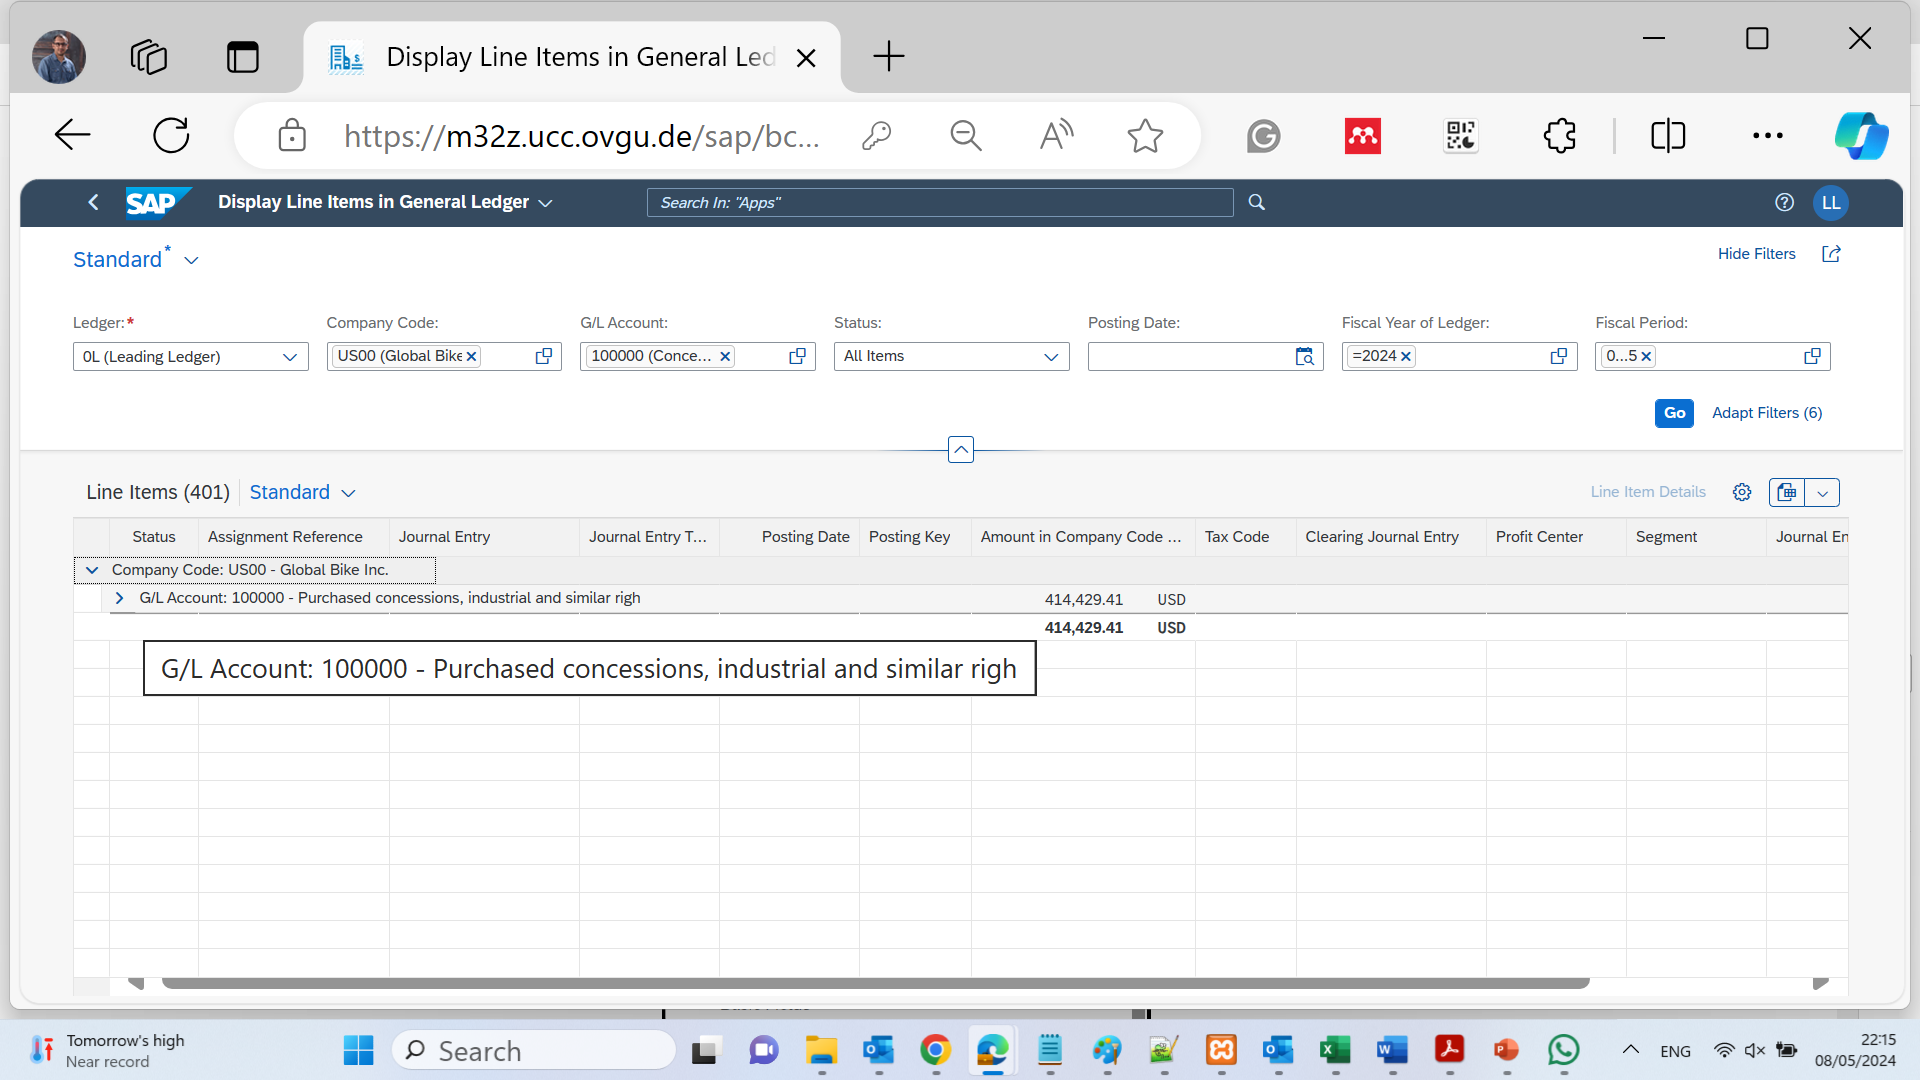 Display Line Items in General Led
https://m32z.ucc.ovgu.de/sap/bc...
SAP
Display Line Items in General Ledger
Search In: "Apps"
LL
Standard*
Hide Filters
Ledger:*
Company Code:
G/L Account:
Status:
Posting Date:
Fiscal Year of Ledger:
Fiscal Period:
0L (Leading Ledger)
US00 (Global Bike
100000 (Conce...
All Items
=2024
0...5
Go
Adapt Filters (6)
Line Items (401)
Standard
Line Item Details
Status
Assignment Reference
Journal Entry
Journal Entry T...
Posting Date
Posting Key
Amount in Company Code ...
Tax Code
Clearing Journal Entry
Profit Center
Segment
Journal En
Company Code: US00 - Global Bike Inc.
G/L Account: 100000 - Purchased concessions, industrial and similar righ
414,429.41 USD
414,429.41 USD
G/L Account: 100000 - Purchased concessions, industrial and similar righ
Tomorrow's high
Near record
Search
ENG
22:15
08/05/2024